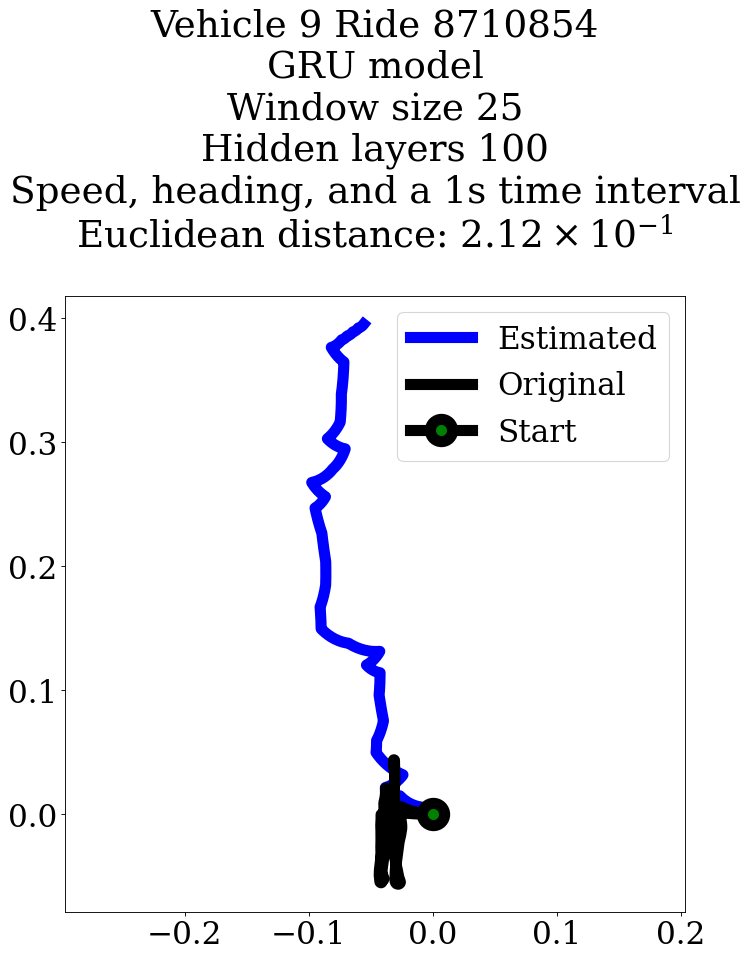 Vehicle 9 Ride 8710854
GRU model
Window size 25
Hidden layers 100
Speed, heading, and a 1s time interval
Euclidean distance: 2.12 × 10⁻¹
Estimated
Original
Start
0.4
0.3
0.2
0.1
0.0
−0.2
−0.1
0.0
0.1
0.2